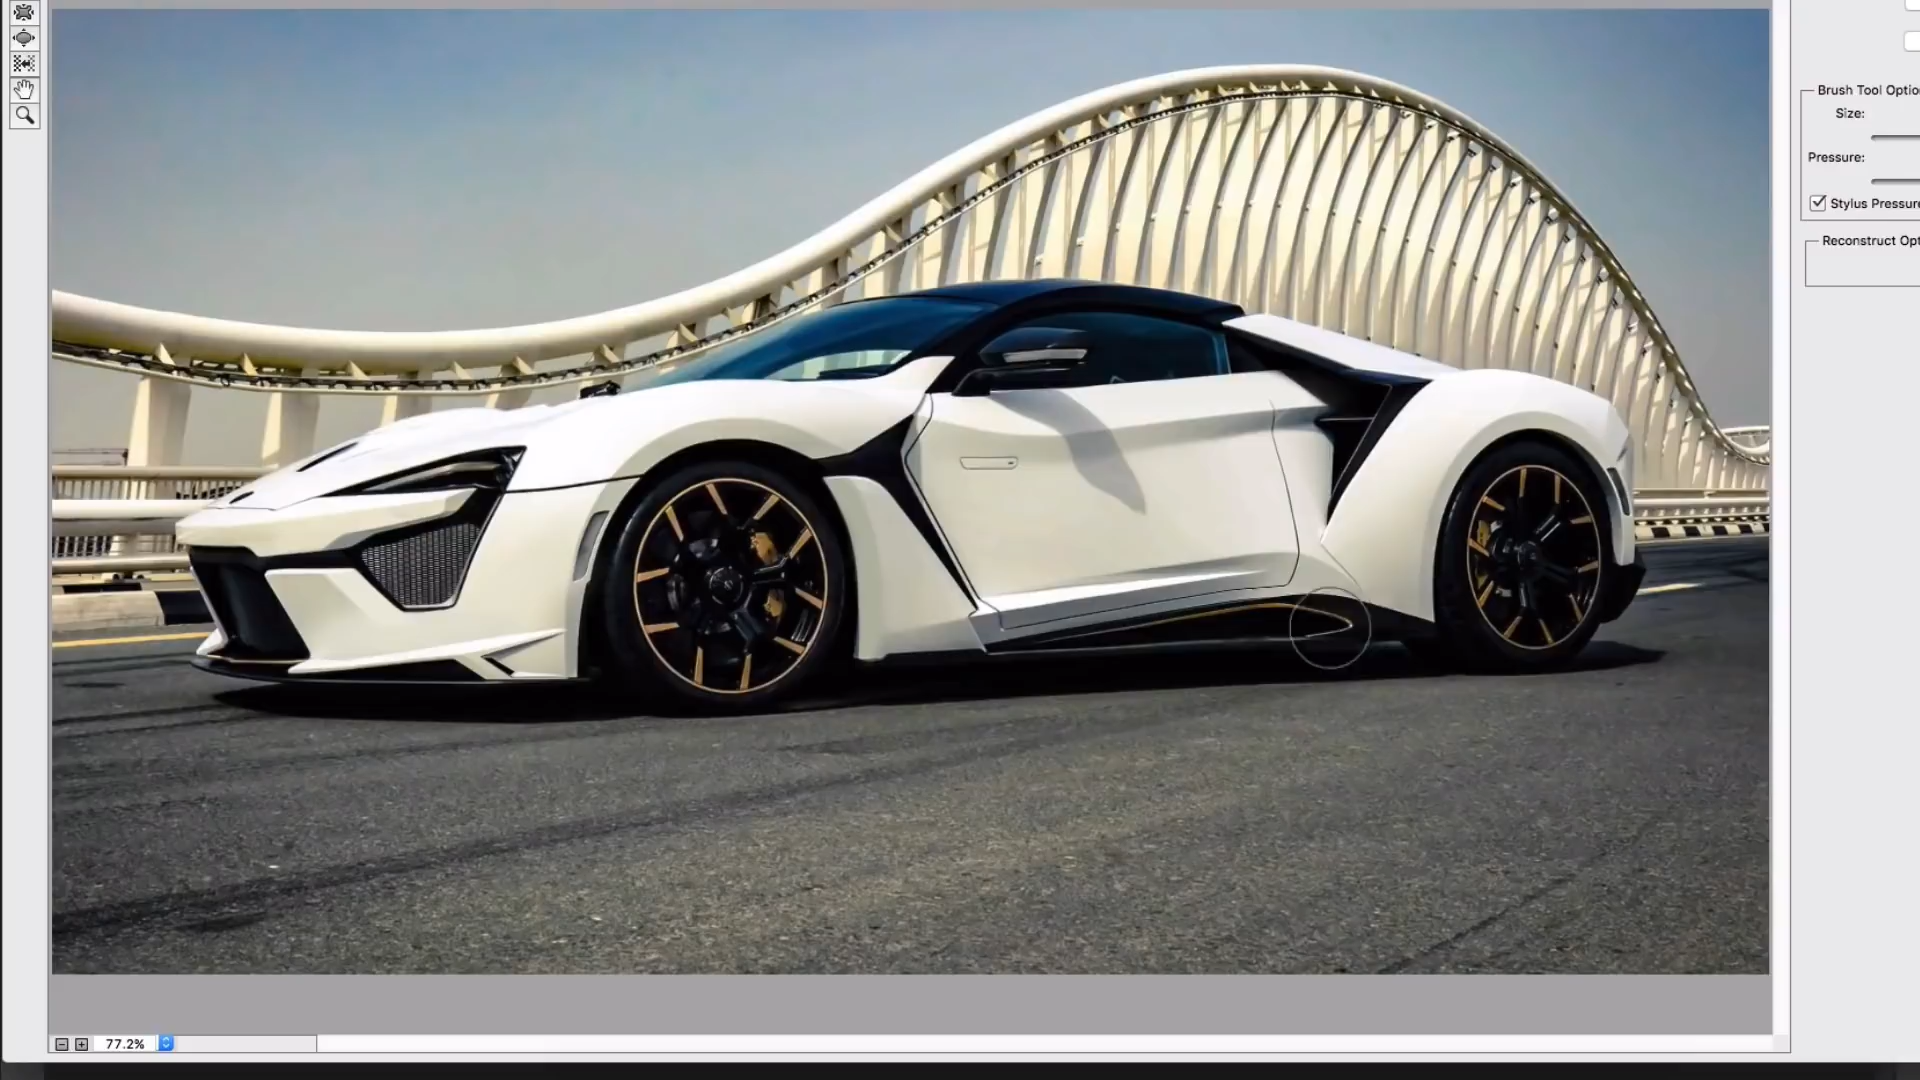 Brush Tool Optio
Size:
Pressure:
Stylus Pressure
Reconstruct Opt
77.2%